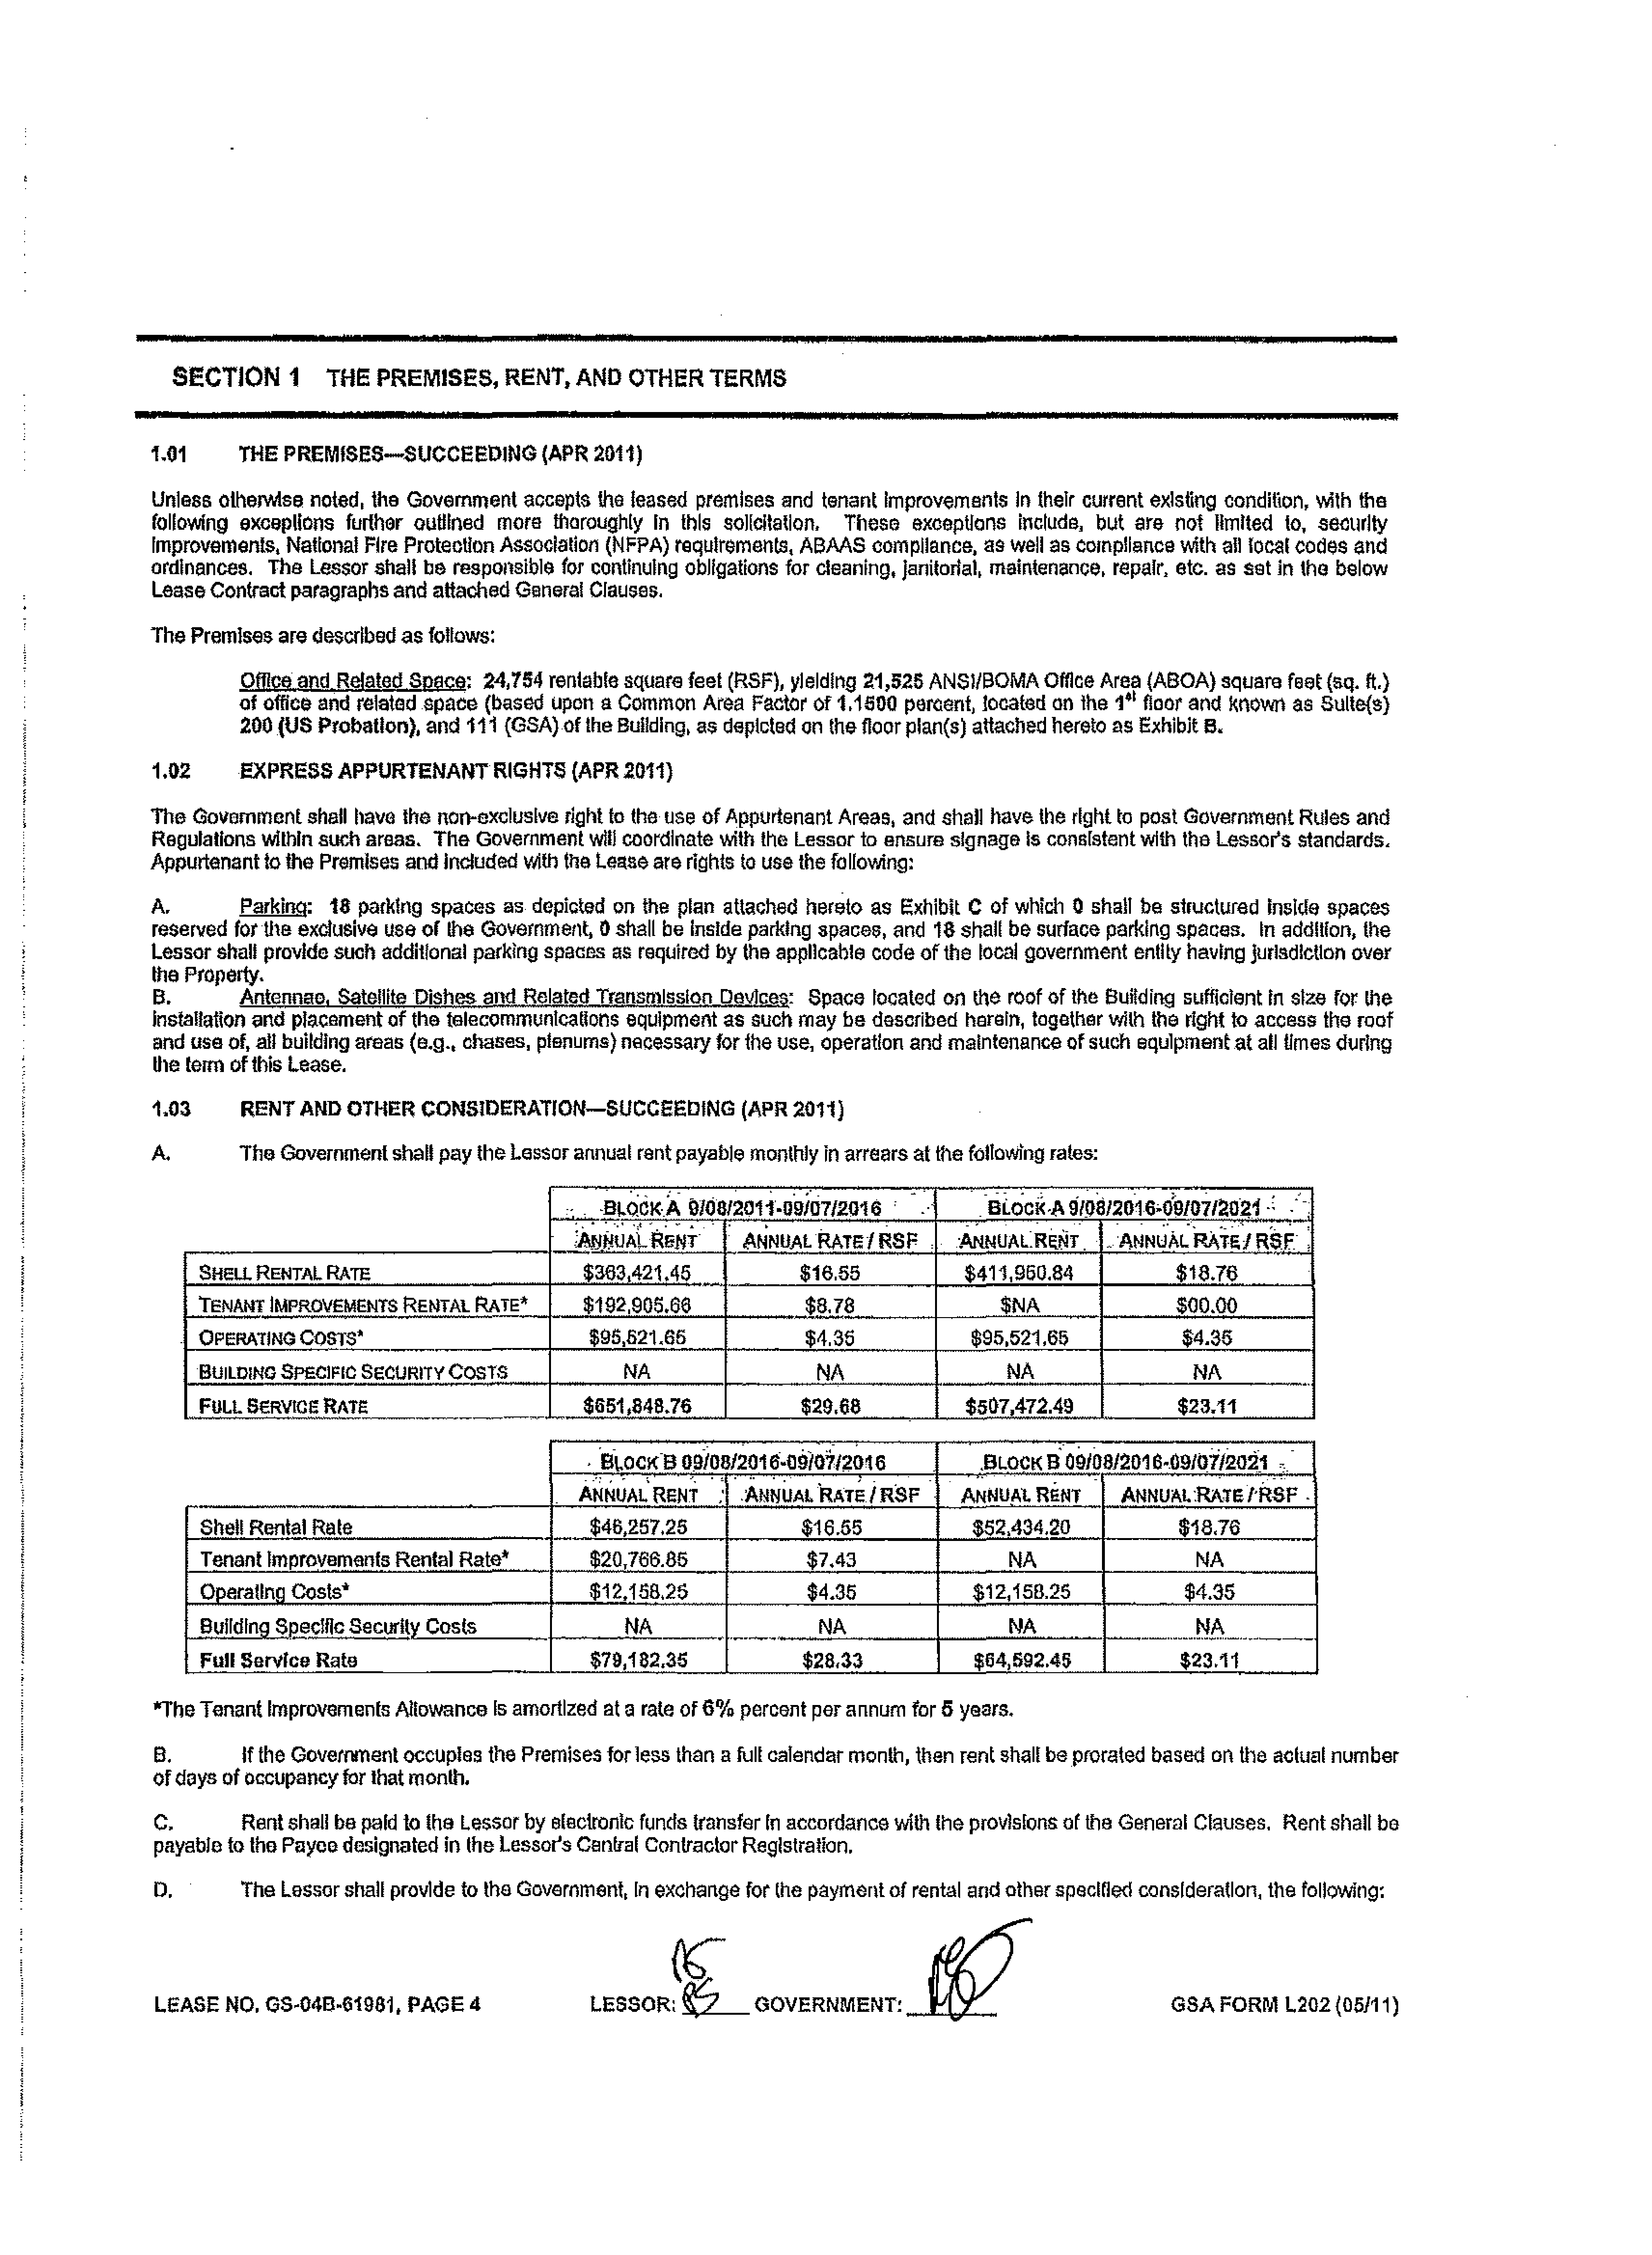 SECTION 1 THE PREMISES, RENT, AND OTHER TERMS
1.01 THE PREMISES—SUCCEEDING (APR 2011)
Unless otherwise noted, the Government accepts the leased premises and tenant improvements in their current existing condition, with the
following exceptions further outlined more thoroughly in this solicitation. These exceptions include, but are not limited to, security
improvements, National Fire Protection Association (NFPA) requirements, ABAAS compliance, as well as compliance with all local codes and
ordinances. The Lessor shall be responsible for continuing obligations for cleaning, janitorial, maintenance, repair, etc. as set in the below
Lease Contract paragraphs and attached General Clauses.
The Premises are described as follows:
Office and Related Space: 24,754 rentable square feet (RSF), yielding 21,525 ANSI/BOMA Office Area (ABOA) square feet (sq. ft.)
of office and related space (based upon a Common Area Factor of 1.1500 percent, located on the 1st floor and known as Suite(s)
200 (US Probation), and 111 (GSA) of the Building, as depicted on the floor plan(s) attached hereto as Exhibit B.
1.02 EXPRESS APPURTENANT RIGHTS (APR 2011)
The Government shall have the non-exclusive right to the use of Appurtenant Areas, and shall have the right to post Government Rules and
Regulations within such areas. The Government will coordinate with the Lessor to ensure signage is consistent with the Lessor's standards.
Appurtenant to the Premises and included with the Lease are rights to use the following:
A. Parking: 18 parking spaces as depicted on the plan attached hereto as Exhibit C of which 0 shall be structured inside spaces
reserved for the exclusive use of the Government, 0 shall be inside parking spaces, and 18 shall be surface parking spaces. In addition, the
Lessor shall provide such additional parking spaces as required by the applicable code of the local government entity having jurisdiction over
the Property.
B. Antennae, Satellite Dishes and Related Transmission Devices: Space located on the roof of the Building sufficient in size for the
installation and placement of the telecommunications equipment as such may be described herein, together with the right to access the roof
and use of, all building areas (e.g., chases, plenums) necessary for the use, operation and maintenance of such equipment at all times during
the term of this Lease.
1.03 RENT AND OTHER CONSIDERATION—SUCCEEDING (APR 2011)
A. The Government shall pay the Lessor annual rent payable monthly in arrears at the following rates:
BLOCK A 9/08/2011-09/07/2016 BLOCK A 9/08/2016-09/07/2021
ANNUAL RENT ANNUAL RATE / RSF ANNUAL RENT ANNUAL RATE / RSF
SHELL RENTAL RATE $363,421.45 $16.55 $411,950.84 $18.76
TENANT IMPROVEMENTS RENTAL RATE* $192,905.66 $8.78 $NA $00.00
OPERATING COSTS* $95,521.65 $4.35 $95,521.65 $4.35
BUILDING SPECIFIC SECURITY COSTS NA NA NA NA
FULL SERVICE RATE $651,848.76 $29.68 $507,472.49 $23.11
BLOCK B 09/08/2016-09/07/2016 BLOCK B 09/08/2016-09/07/2021
ANNUAL RENT ANNUAL RATE / RSF ANNUAL RENT ANNUAL RATE / RSF
Shell Rental Rate $46,257.25 $16.55 $52,434.20 $18.76
Tenant Improvements Rental Rate* $20,766.85 $7.43 NA NA
Operating Costs* $12,158.25 $4.35 $12,158.25 $4.35
Building Specific Security Costs NA NA NA NA
Full Service Rate $79,182.35 $28.33 $64,592.45 $23.11
*The Tenant Improvements Allowance is amortized at a rate of 6% percent per annum for 5 years.
B. If the Government occupies the Premises for less than a full calendar month, then rent shall be prorated based on the actual number
of days of occupancy for that month.
C. Rent shall be paid to the Lessor by electronic funds transfer in accordance with the provisions of the General Clauses. Rent shall be
payable to the Payee designated in the Lessor's Central Contractor Registration.
D. The Lessor shall provide to the Government, in exchange for the payment of rental and other specified consideration, the following:
LEASE NO. GS-04B-61981, PAGE 4 LESSOR: GOVERNMENT: GSA FORM L202 (05/11)